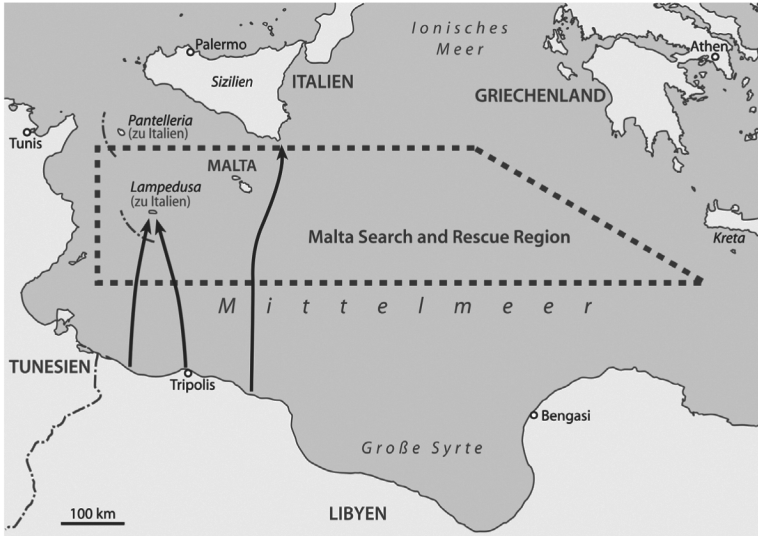 Ionisches
Meer
Palermo
Athen
Sizilien
ITALIEN
GRIECHENLAND
Pantelleria
(zu Italien)
Tunis
MALTA
Lampedusa
(zu Italien)
Malta Search and Rescue Region
Kreta
Mittelmeer
TUNESIEN
Tripolis
Bengasi
Große Syrte
100 km
LIBYEN